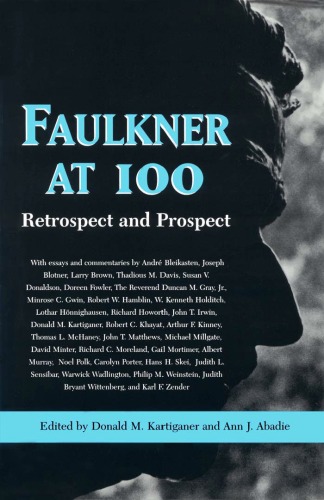 FAULKNER
AT 100
Retrospect and Prospect
With essays and commentaries by André Bleikasten, Joseph
Blotner, Larry Brown, Thadious M. Davis, Susan V.
Donaldson, Doreen Fowler, The Reverend Duncan M. Gray, Jr.,
Minrose C. Gwin, Robert W. Hamblin, W. Kenneth Holditch,
Lothar Hönnighausen, Richard Howorth, John T. Irwin,
Donald M. Kartiganer, Robert C. Khayat, Arthur F. Kinney,
Thomas L. McHaney, John T. Matthews, Michael Millgate,
David Minter, Richard C. Moreland, Gail Mortimer, Albert
Murray, Noel Polk, Carolyn Porter, Hans H. Skei, Judith L.
Sensibar, Warwick Wadlington, Philip M. Weinstein, Judith
Bryant Wittenberg, and Karl F. Zender
Edited by Donald M. Kartiganer and Ann J. Abadie